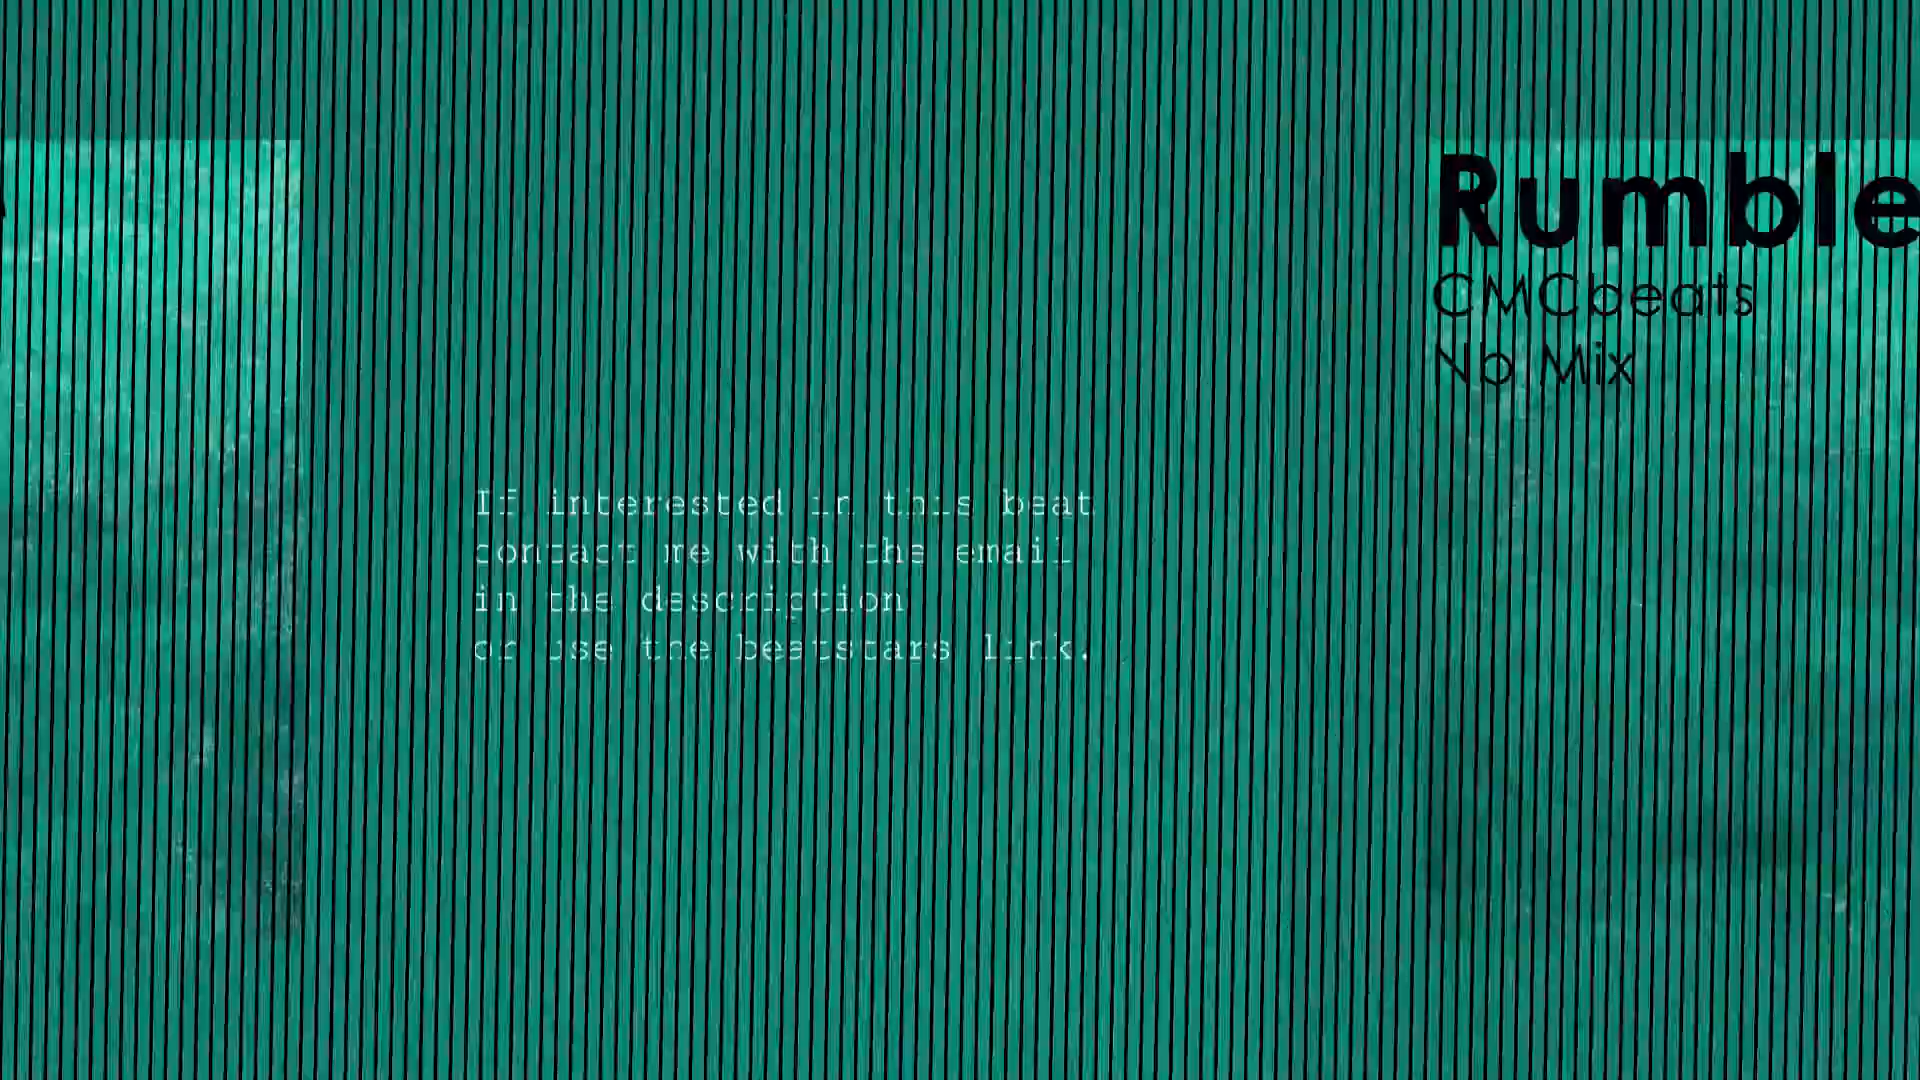 Rumble
CMCbeats
No Mix
If interested in this beat
contact me with the email
in the description
or use the beatstars link.